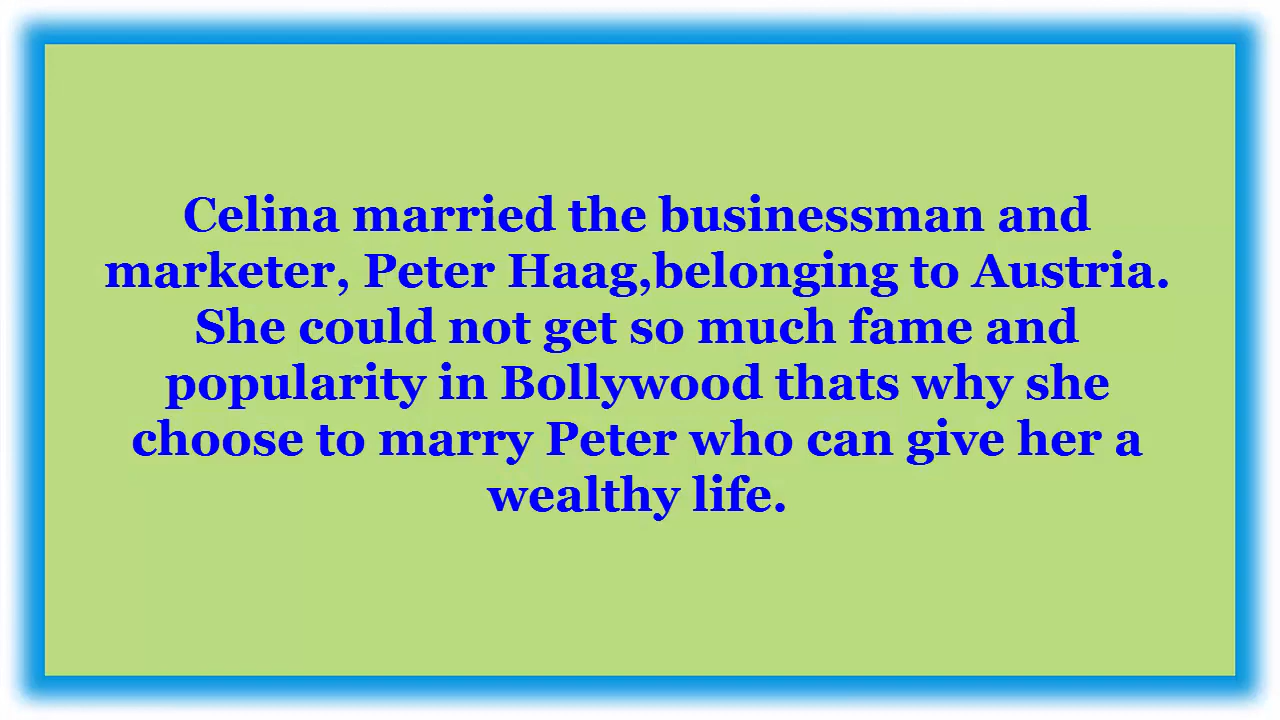 Celina married the businessman and
marketer, Peter Haag,belonging to Austria.
She could not get so much fame and
popularity in Bollywood thats why she
choose to marry Peter who can give her a
wealthy life.